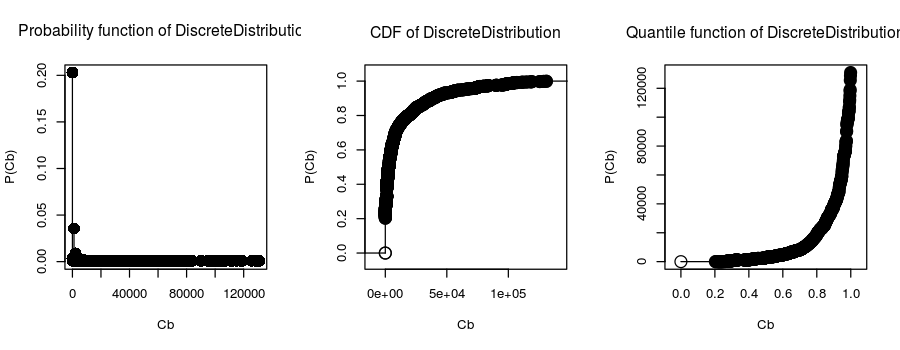 Probability function of DiscreteDistributic
CDF of DiscreteDistribution
Quantile function of DiscreteDistribution
P(Cb)
0.00 0.05 0.10 0.15 0.20
0 40000 80000 120000
Cb
P(Cb)
0.0 0.2 0.4 0.6 0.8 1.0
0e+00 5e+04 1e+05
Cb
P(Cb)
0 40000 80000 120000
0.0 0.2 0.4 0.6 0.8 1.0
Cb